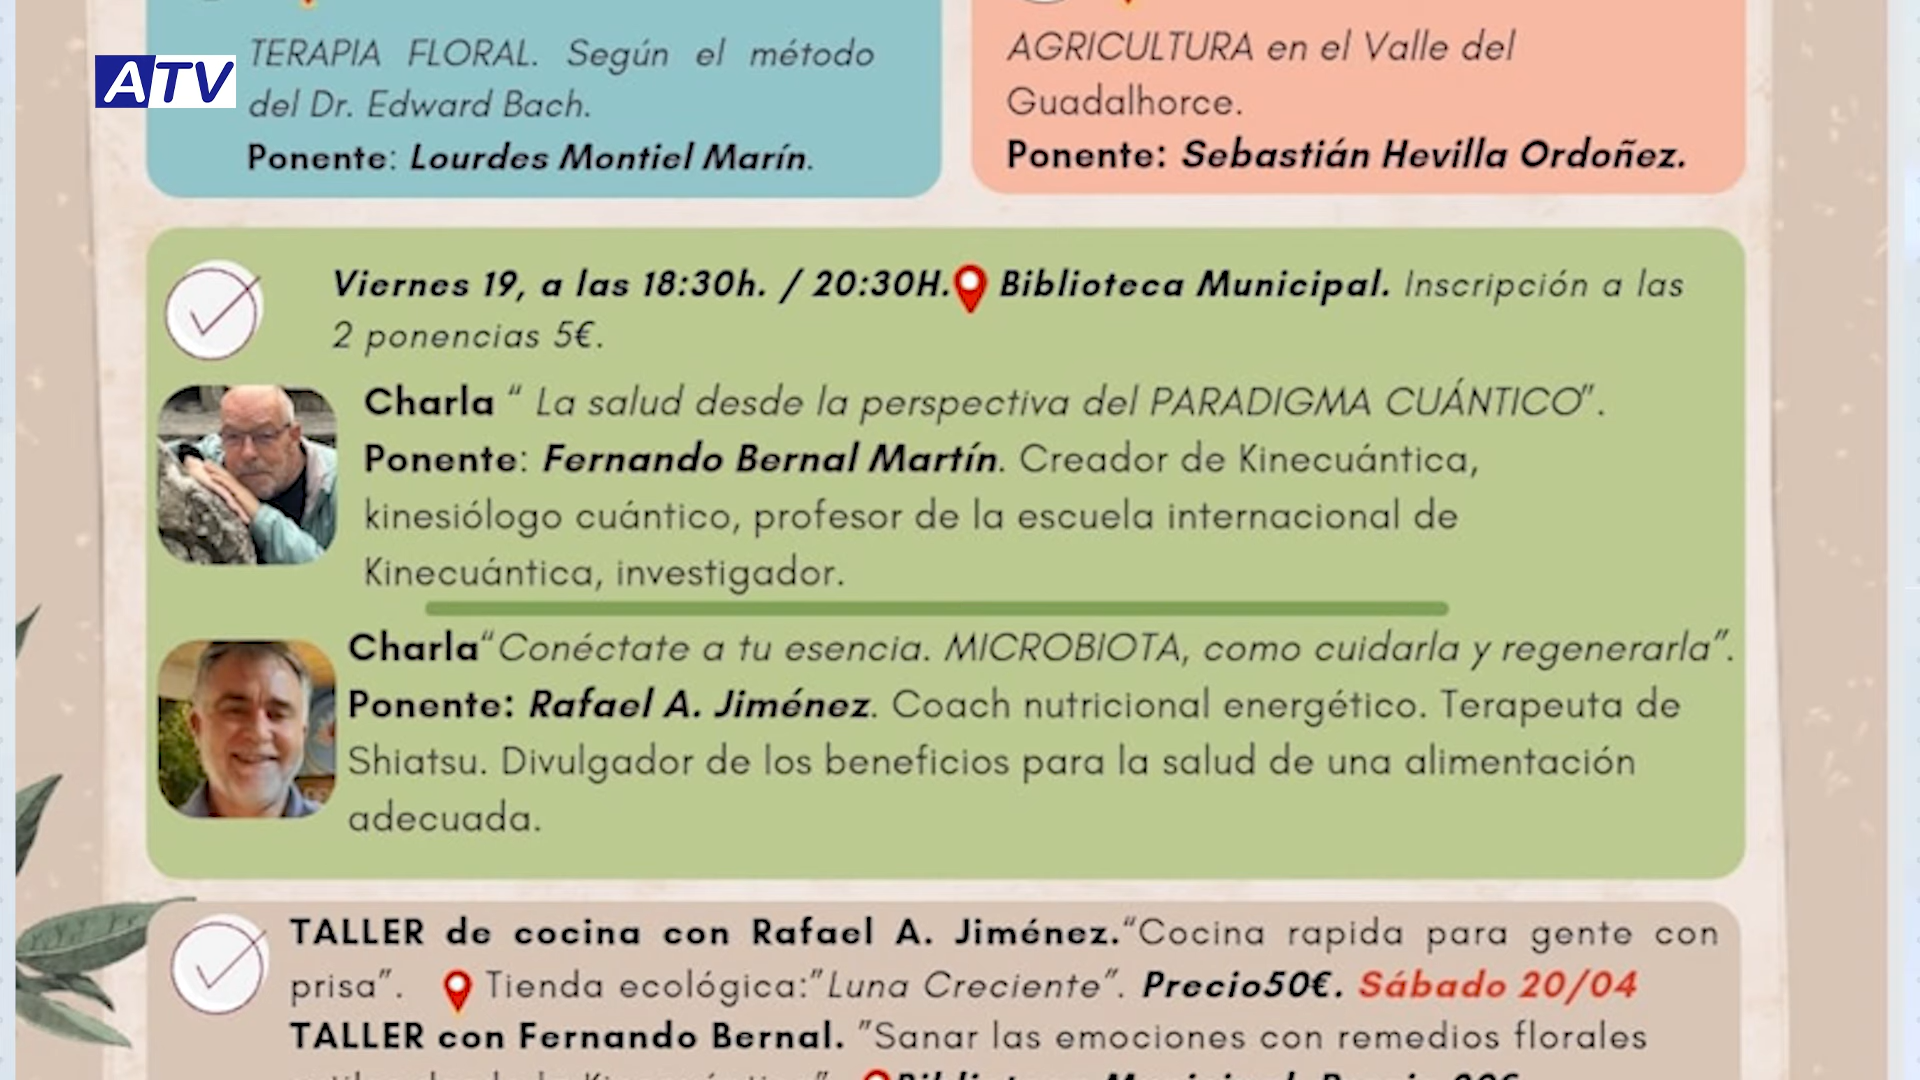 ATV
TERAPIA FLORAL. Según el método
del Dr. Edward Bach.
Ponente: Lourdes Montiel Marín.
AGRICULTURA en el Valle del
Guadalhorce.
Ponente: Sebastián Hevilla Ordoñez.
Viernes 19, a las 18:30h. / 20:30H. Biblioteca Municipal. Inscripción a las
2 ponencias 5€.
Charla “ La salud desde la perspectiva del PARADIGMA CUÁNTICO”.
Ponente: Fernando Bernal Martín. Creador de Kinecuántica,
kinesiólogo cuántico, profesor de la escuela internacional de
Kinecuántica, investigador.
Charla“Conéctate a tu esencia. MICROBIOTA, como cuidarla y regenerarla”.
Ponente: Rafael A. Jiménez. Coach nutricional energético. Terapeuta de
Shiatsu. Divulgador de los beneficios para la salud de una alimentación
adecuada.
TALLER de cocina con Rafael A. Jiménez.“Cocina rapida para gente con
prisa”. Tienda ecológica:”Luna Creciente”. Precio50€. Sábado 20/04
TALLER con Fernando Bernal. ”Sanar las emociones con remedios florales